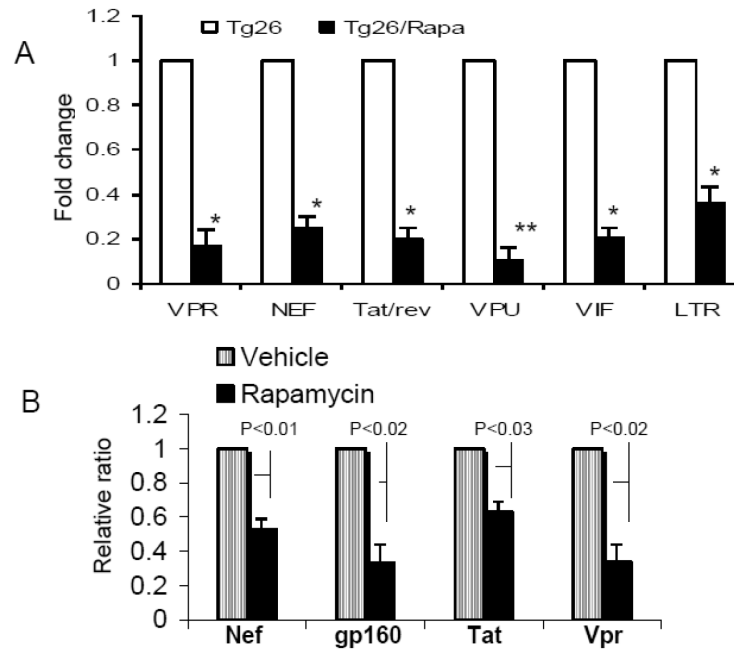 1.2
Tg26 Tg26/Rapa
A
1
0.8
0.6
0.4
0.2
0
Fold change
* * * ** * *
VPR NEF Tat/rev VPU VIF LTR
Vehicle
Rapamycin
B
1.2
P<0.01 P<0.02 P<0.03 P<0.02
1
0.8
0.6
0.4
0.2
0
Relative ratio
Nef gp160 Tat Vpr